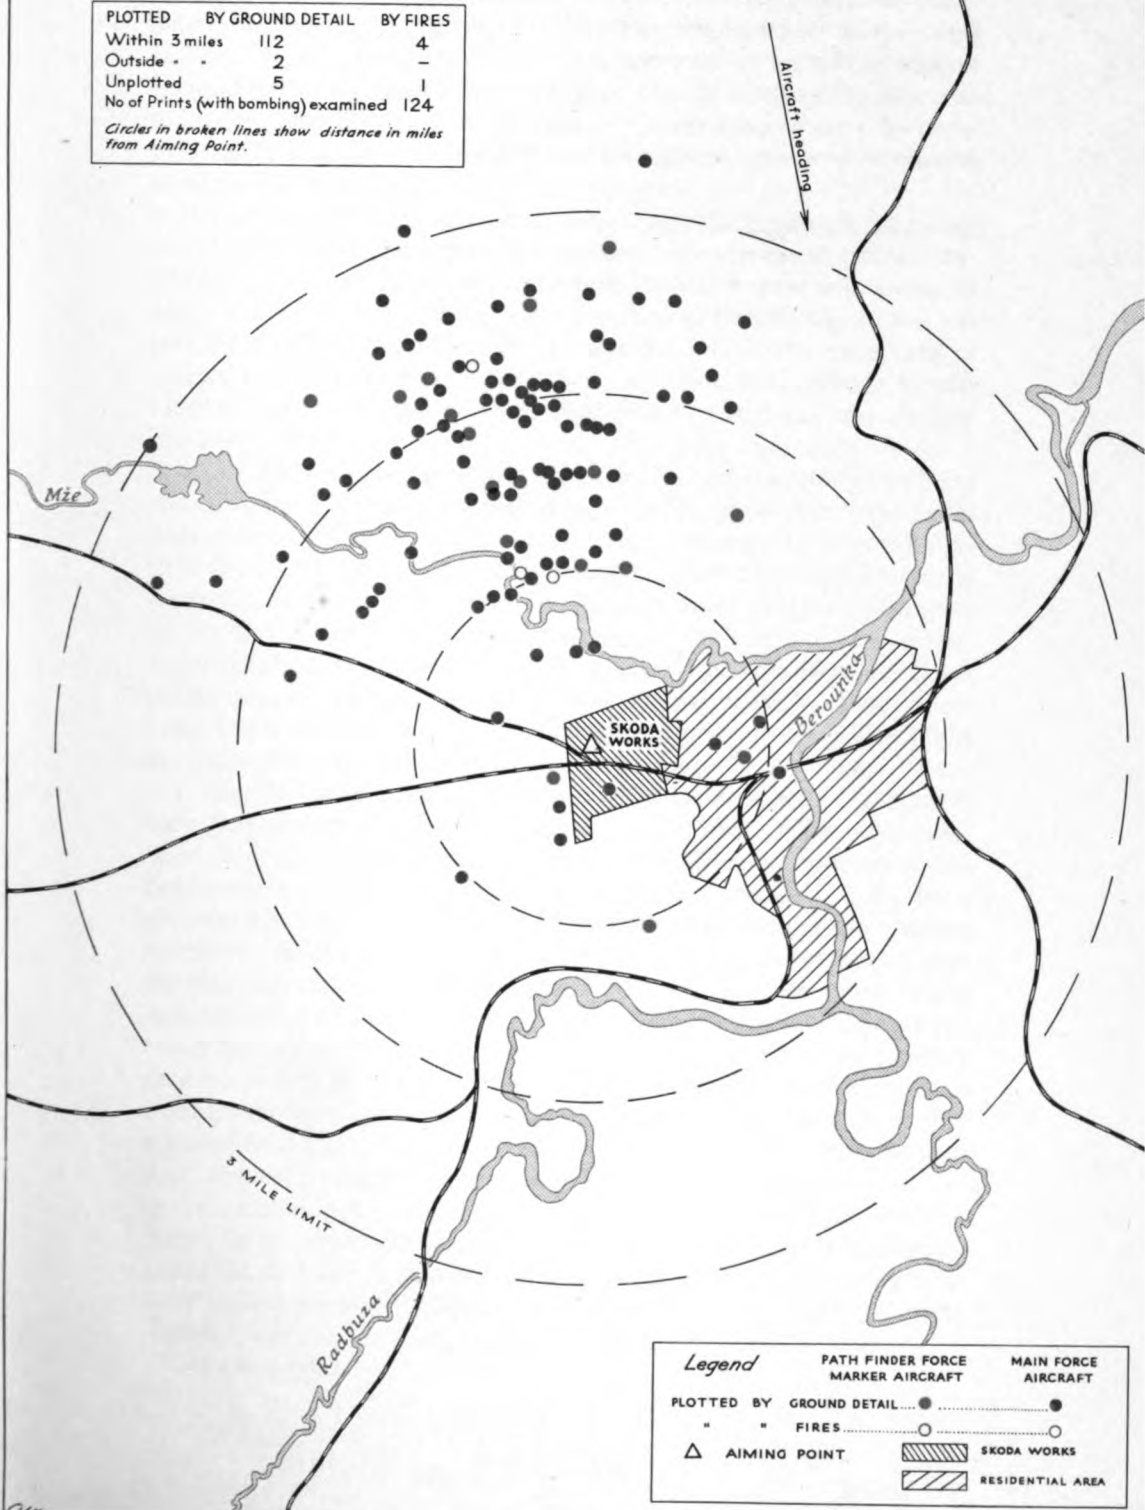 PLOTTED BY GROUND DETAIL BY FIRES
Within 3 miles 112 4
Outside " " 2 –
Unplotted 5 1
No of Prints (with bombing) examined 124
Circles in broken lines show distance in miles
from Aiming Point.
Aircraft heading
Mže
Berouňka
SKODA
WORKS
3 MILE LIMIT
Radbuza
Legend PATH FINDER FORCE MAIN FORCE
MARKER AIRCRAFT AIRCRAFT
PLOTTED BY GROUND DETAIL
" " FIRES
AIMING POINT SKODA WORKS
RESIDENTIAL AREA